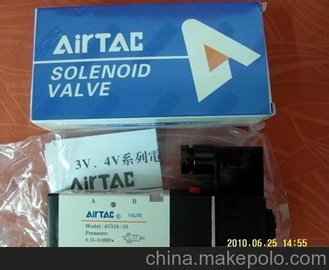 AirTAC
SOLENOID
VALVE
3V、4V系列電
A B
AirTAC VALVE
Model: 4V310-10
Pressure:
0.15~0.8MPa
2010.06.25 14:55
china.makepolo.com